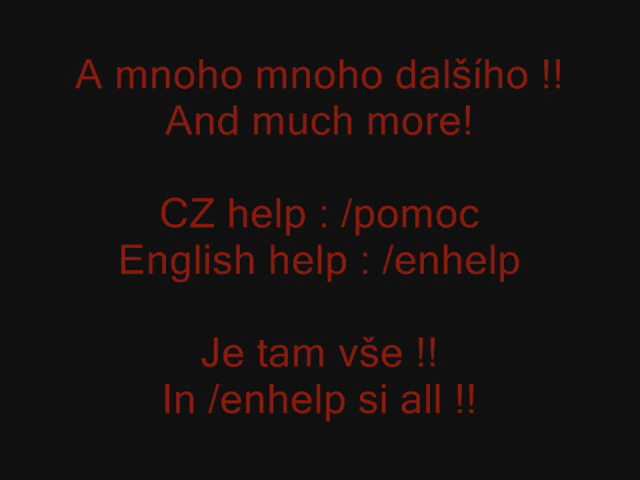 A mnoho mnoho dalšího !!
And much more!
CZ help : /pomoc
English help : /enhelp
Je tam vše !!
In /enhelp si all !!